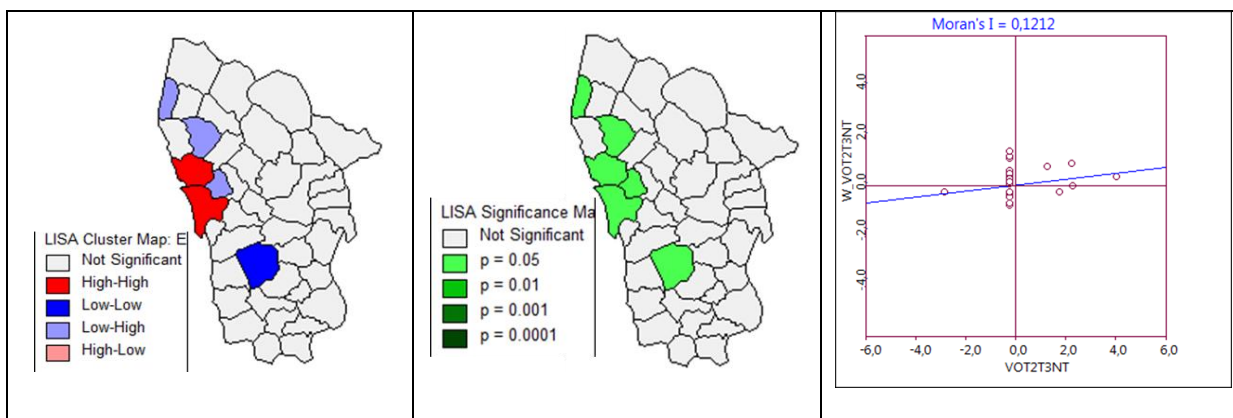 LISA Cluster Map: E
Not Significant
High-High
Low-Low
Low-High
High-Low
LISA Significance Ma
Not Significant
p = 0.05
p = 0.01
p = 0.001
p = 0.0001
Moran's I = 0,1212
W_VOT2T3NT
4,0
2,0
0,0
-2,0
-4,0
-6,0 -4,0 -2,0 0,0 2,0 4,0 6,0
VOT2T3NT